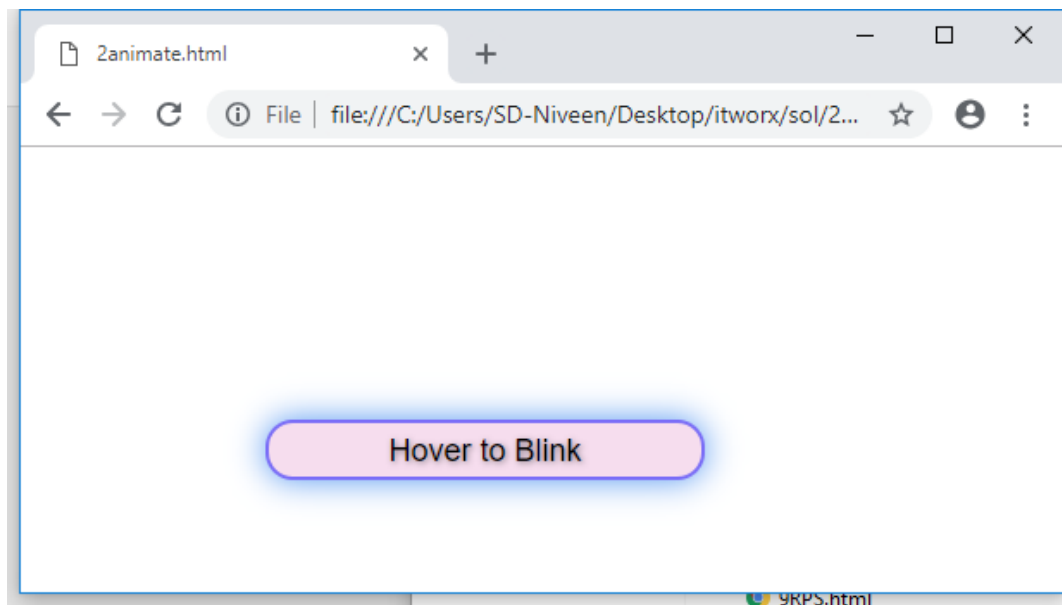 2animate.html
File file:///C:/Users/SD-Niveen/Desktop/itworx/sol/2...
Hover to Blink
9RPS.html